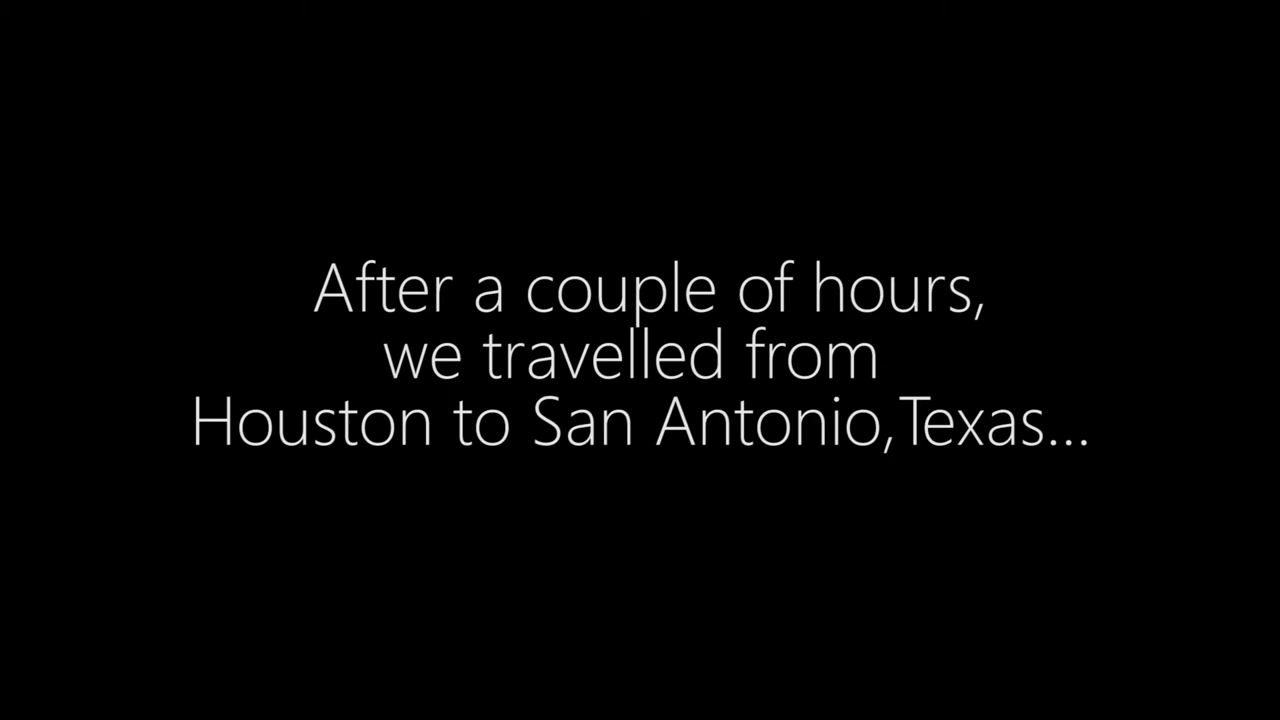 After a couple of hours,
we travelled from
Houston to San Antonio,Texas...